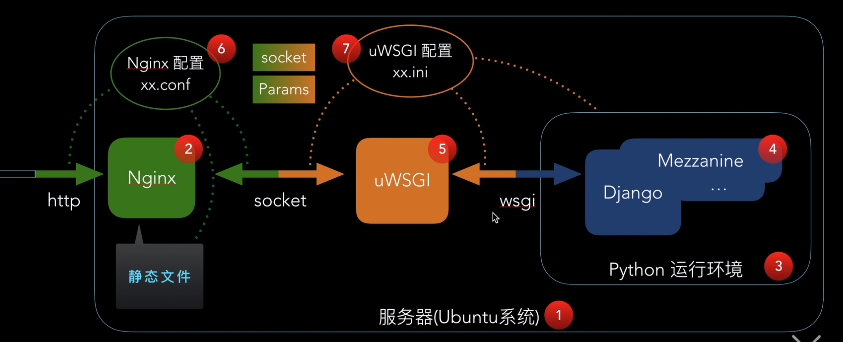 Nginx 配置
xx.conf
6
socket
Params
7
uWSGI 配置
xx.ini
2
Nginx
5
uWSGI
4
Mezzanine
...
Django
http
socket
wsgi
静态文件
Python 运行环境
3
服务器(Ubuntu系统)
1